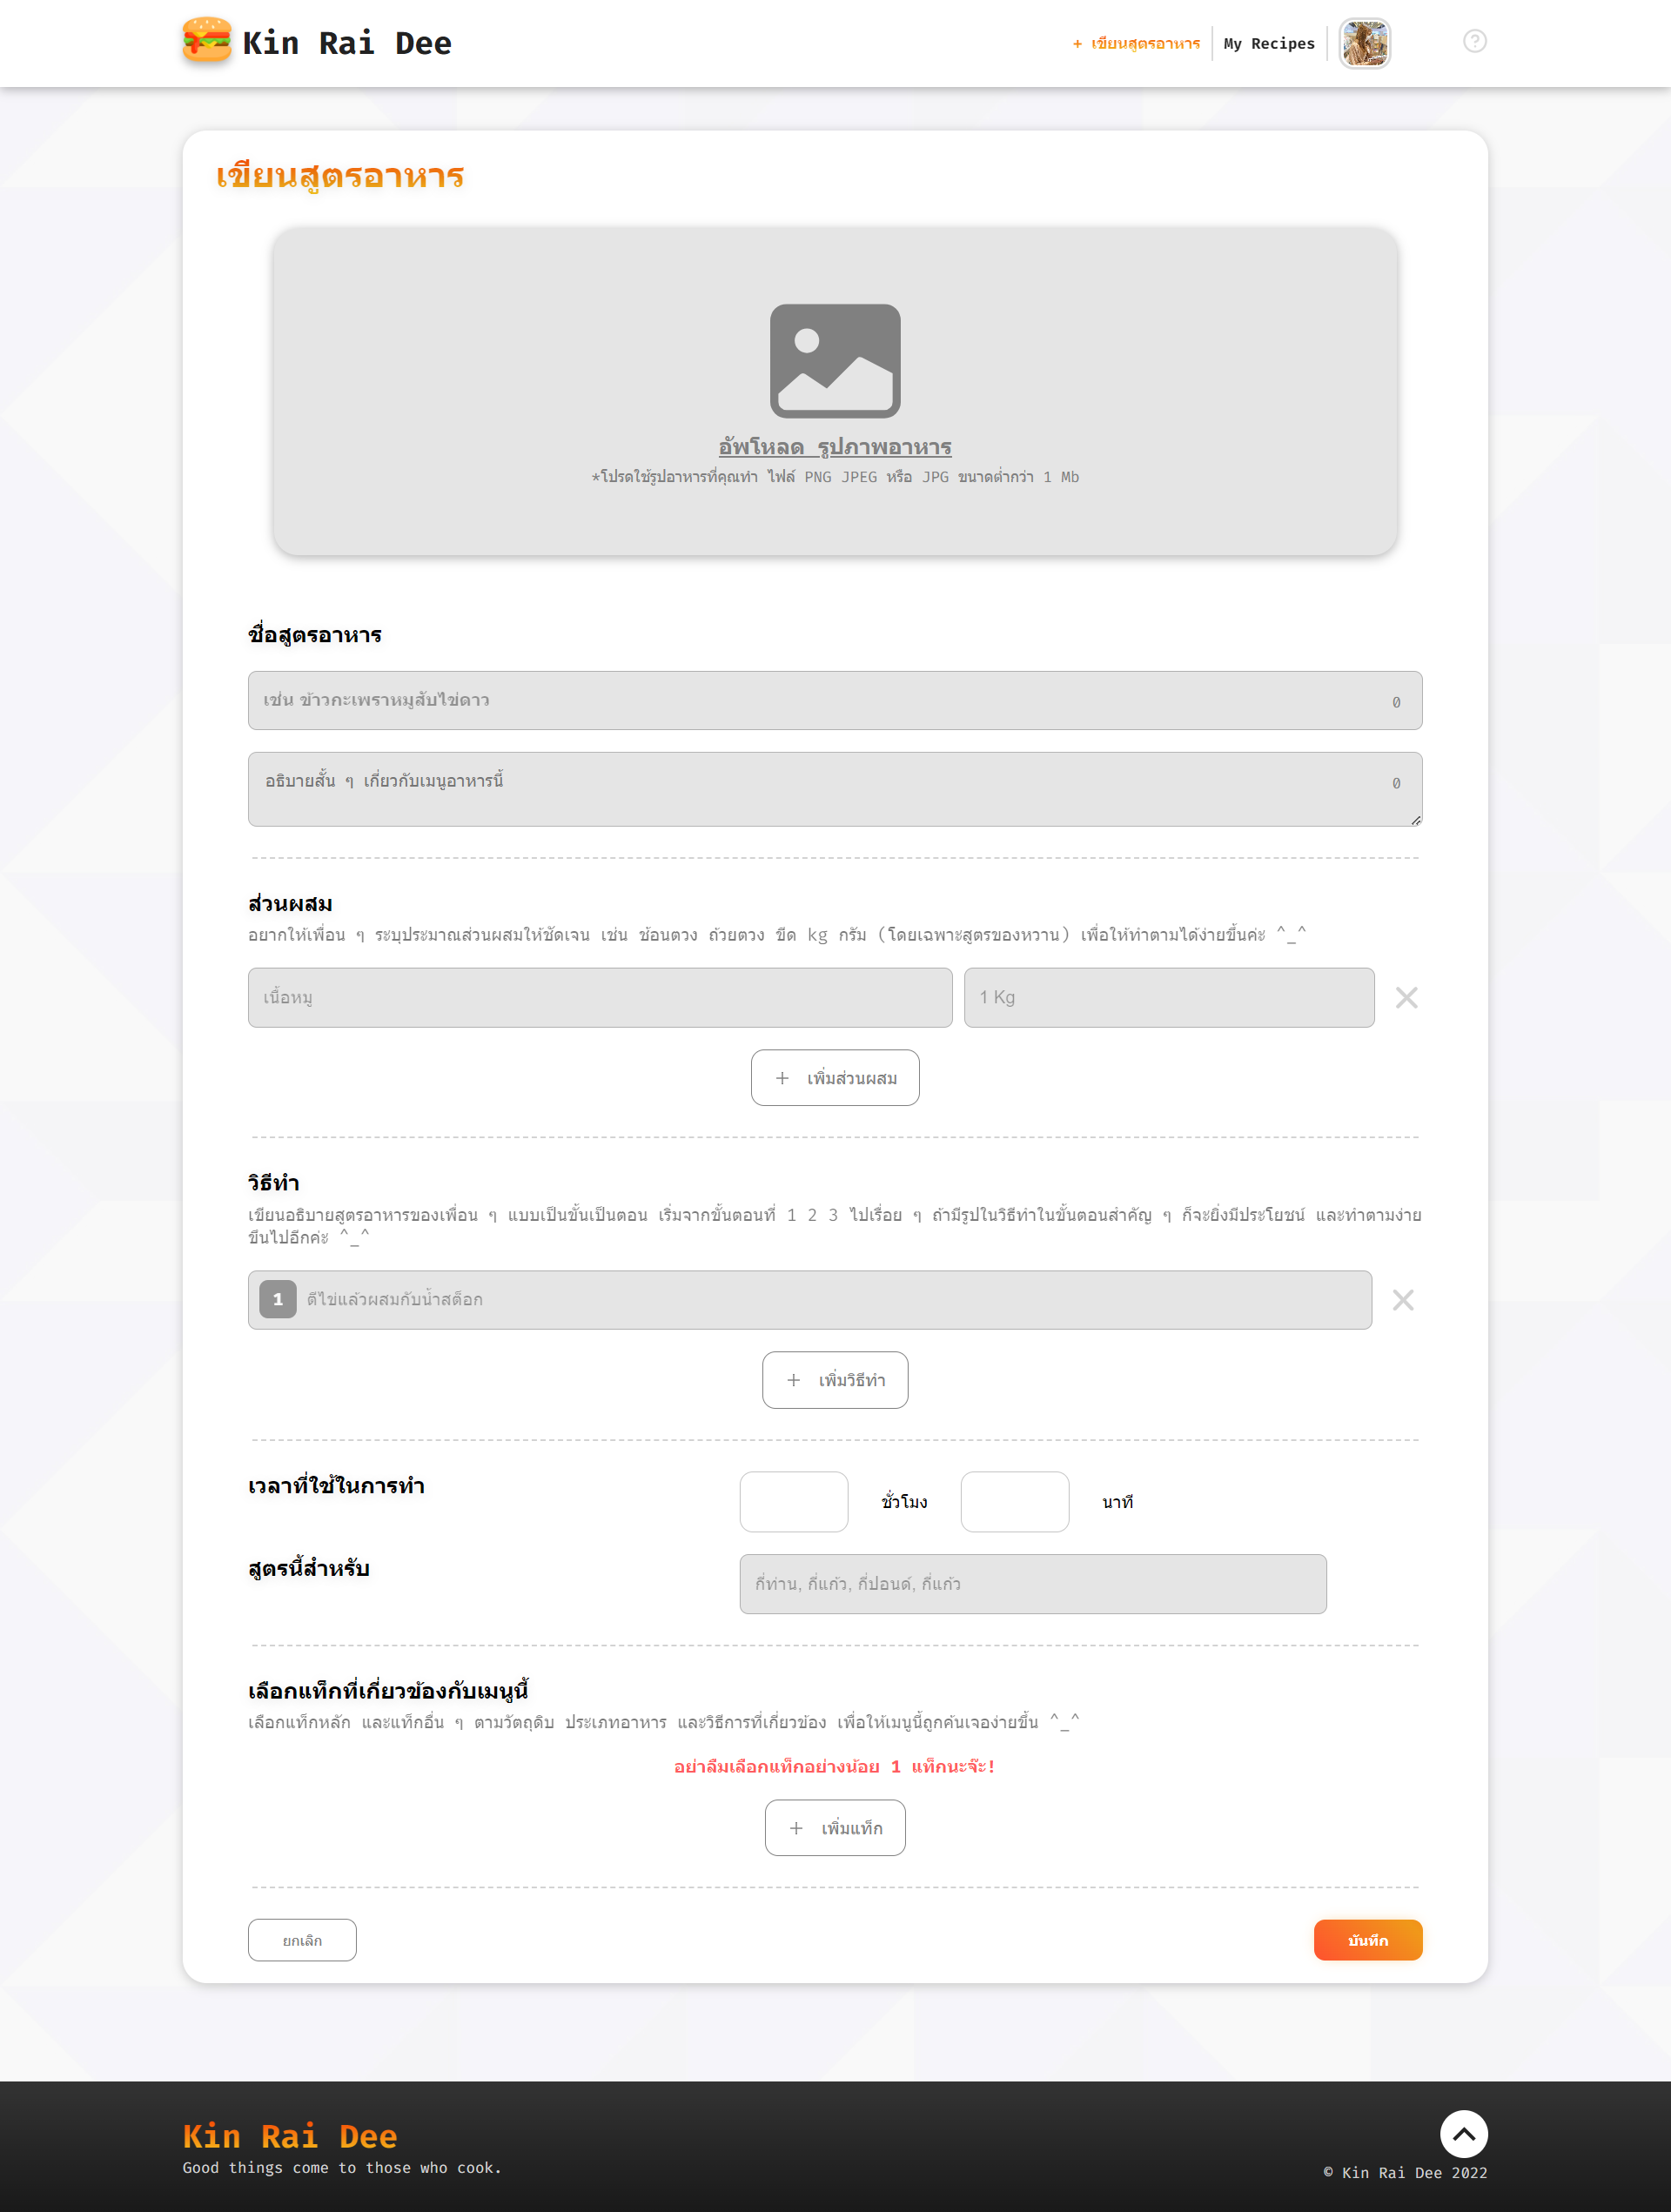 Kin Rai Dee
+ เขียนสูตรอาหาร
My Recipes
เขียนสูตรอาหาร
อัพโหลด รูปภาพอาหาร
*โปรดใช้รูปอาหารที่คุณทำ ไฟล์ PNG JPEG หรือ JPG ขนาดต่ำกว่า 1 Mb
ชื่อสูตรอาหาร
เช่น ข้าวกะเพราหมูสับไข่ดาว
0
อธิบายสั้น ๆ เกี่ยวกับเมนูอาหารนี้
0
ส่วนผสม
อยากให้เพื่อน ๆ ระบุประมาณส่วนผสมให้ชัดเจน เช่น ช้อนตวง ถ้วยตวง ขีด kg กรัม (โดยเฉพาะสูตรของหวาน) เพื่อให้ทำตามได้ง่ายขึ้นค่ะ ^_^
เนื้อหมู
1 Kg
+ เพิ่มส่วนผสม
วิธีทำ
เขียนอธิบายสูตรอาหารของเพื่อน ๆ แบบเป็นขั้นเป็นตอน เริ่มจากขั้นตอนที่ 1 2 3 ไปเรื่อย ๆ ถ้ามีรูปในวิธีทำในขั้นตอนสำคัญ ๆ ก็จะยิ่งมีประโยชน์ และทำตามง่าย
ขึ้นไปอีกค่ะ ^_^
1 ตีไข่แล้วผสมกับน้ำสต็อก
+ เพิ่มวิธีทำ
เวลาที่ใช้ในการทำ
ชั่วโมง
นาที
สูตรนี้สำหรับ
กี่ท่าน, กี่แก้ว, กี่ปอนด์, กี่แก้ว
เลือกแท็กที่เกี่ยวข้องกับเมนูนี้
เลือกแท็กหลัก และแท็กอื่น ๆ ตามวัตถุดิบ ประเภทอาหาร และวิธีการที่เกี่ยวข้อง เพื่อให้เมนูนี้ถูกค้นเจอง่ายขึ้น ^_^
อย่าลืมเลือกแท็กอย่างน้อย 1 แท็กนะจ๊ะ!
+ เพิ่มแท็ก
ยกเลิก
บันทึก
Kin Rai Dee
Good things come to those who cook.
© Kin Rai Dee 2022